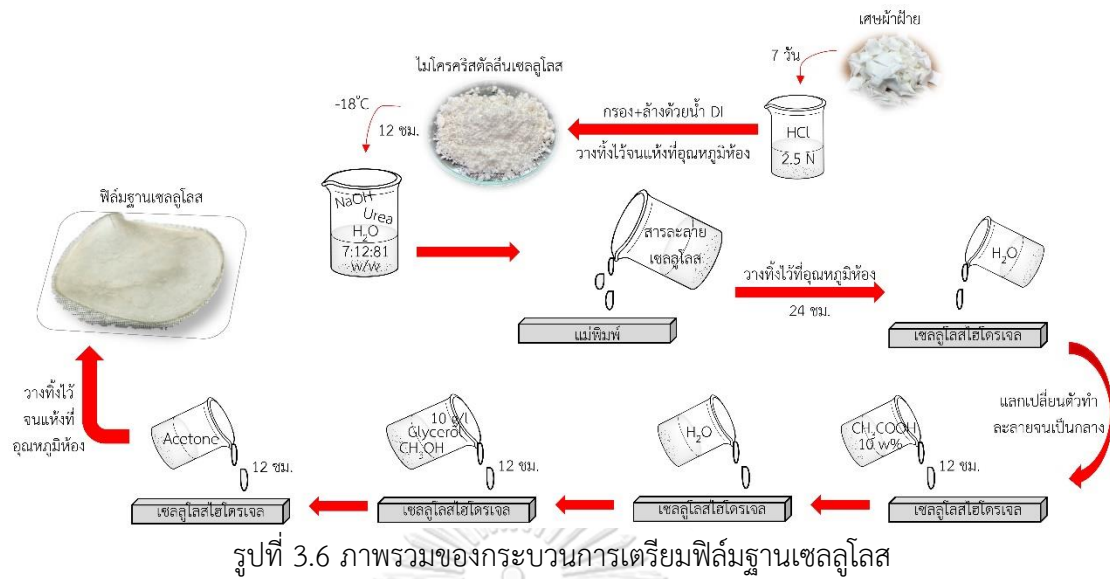 เศษผ้าฝ้าย
7 วัน
HCl
2.5 N
กรอง+ล้างด้วยน้ำ DI
วางทิ้งไว้จนแห้งที่อุณหภูมิห้อง
ไมโครคริสตัลลีนเซลลูโลส
-18°C
12 ชม.
NaOH
Urea
H₂O
7:12:81
w/w
สารละลาย
เซลลูโลส
แม่พิมพ์
วางทิ้งไว้ที่อุณหภูมิห้อง
24 ชม.
H₂O
เซลลูโลสไฮโดรเจล
แลกเปลี่ยนตัวทำ
ละลายจนเป็นกลาง
CH₃COOH
10 w%
12 ชม.
เซลลูโลสไฮโดรเจล
H₂O
เซลลูโลสไฮโดรเจล
10 g/l
Glycerol
CH₃OH
12 ชม.
เซลลูโลสไฮโดรเจล
Acetone
12 ชม.
เซลลูโลสไฮโดรเจล
วางทิ้งไว้
จนแห้งที่
อุณหภูมิห้อง
ฟิล์มฐานเซลลูโลส
รูปที่ 3.6 ภาพรวมของกระบวนการเตรียมฟิล์มฐานเซลลูโลส